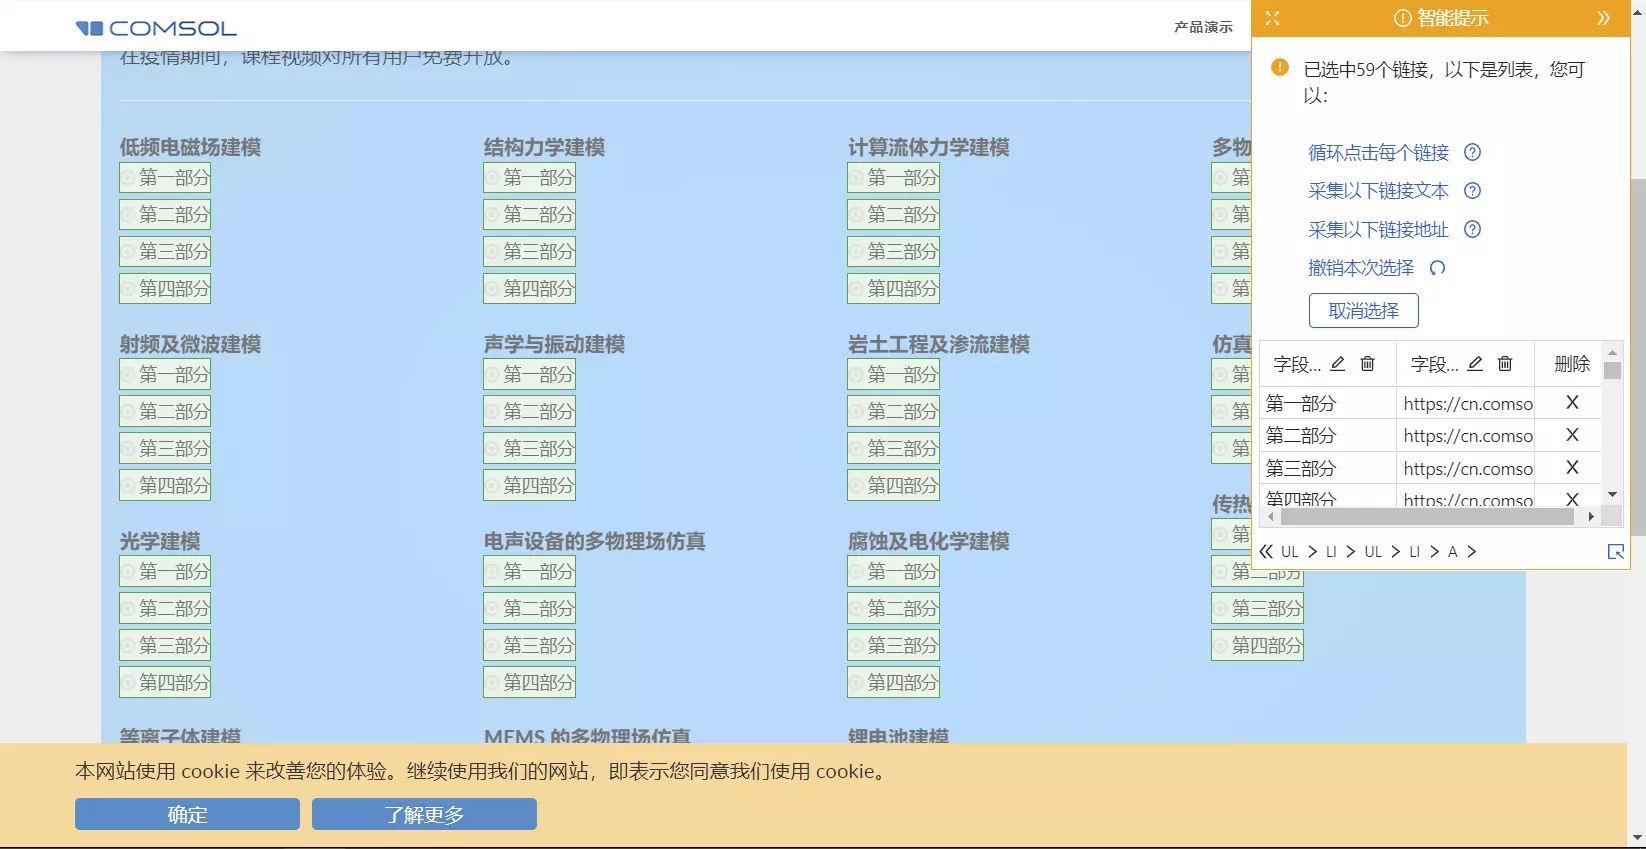 COMSOL
产品演示
在疫情期间，课程视频对所有用户免费开放。
低频电磁场建模
第一部分
第二部分
第三部分
第四部分
结构力学建模
第一部分
第二部分
第三部分
第四部分
计算流体力学建模
第一部分
第二部分
第三部分
第四部分
多物
第
第
第
第
射频及微波建模
第一部分
第二部分
第三部分
第四部分
声学与振动建模
第一部分
第二部分
第三部分
第四部分
岩土工程及渗流建模
第一部分
第二部分
第三部分
第四部分
仿真
第
第
第
光学建模
第一部分
第二部分
第三部分
第四部分
电声设备的多物理场仿真
第一部分
第二部分
第三部分
第四部分
腐蚀及电化学建模
第一部分
第二部分
第三部分
第四部分
传热
第
第二部分
第三部分
第四部分
等离子体建模
MEMS 的多物理场仿真
锂电池建模
本网站使用 cookie 来改善您的体验。继续使用我们的网站，即表示您同意我们使用 cookie。
确定
了解更多
智能提示
已选中59个链接，以下是列表，您可
以：
循环点击每个链接
采集以下链接文本
采集以下链接地址
撤销本次选择
取消选择
字段... 字段... 删除
第一部分 https://cn.comso X
第二部分 https://cn.comso X
第三部分 https://cn.comso X
第四部分 https://cn.comso X
UL > LI > UL > LI > A >